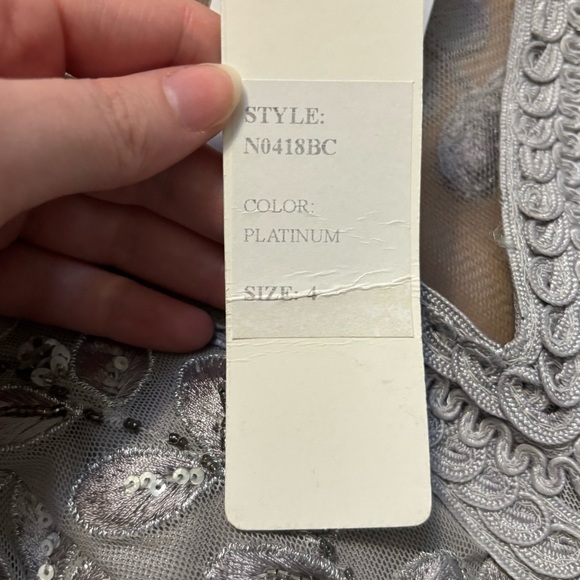 STYLE:
N0418BC
COLOR:
PLATINUM
SIZE: 4